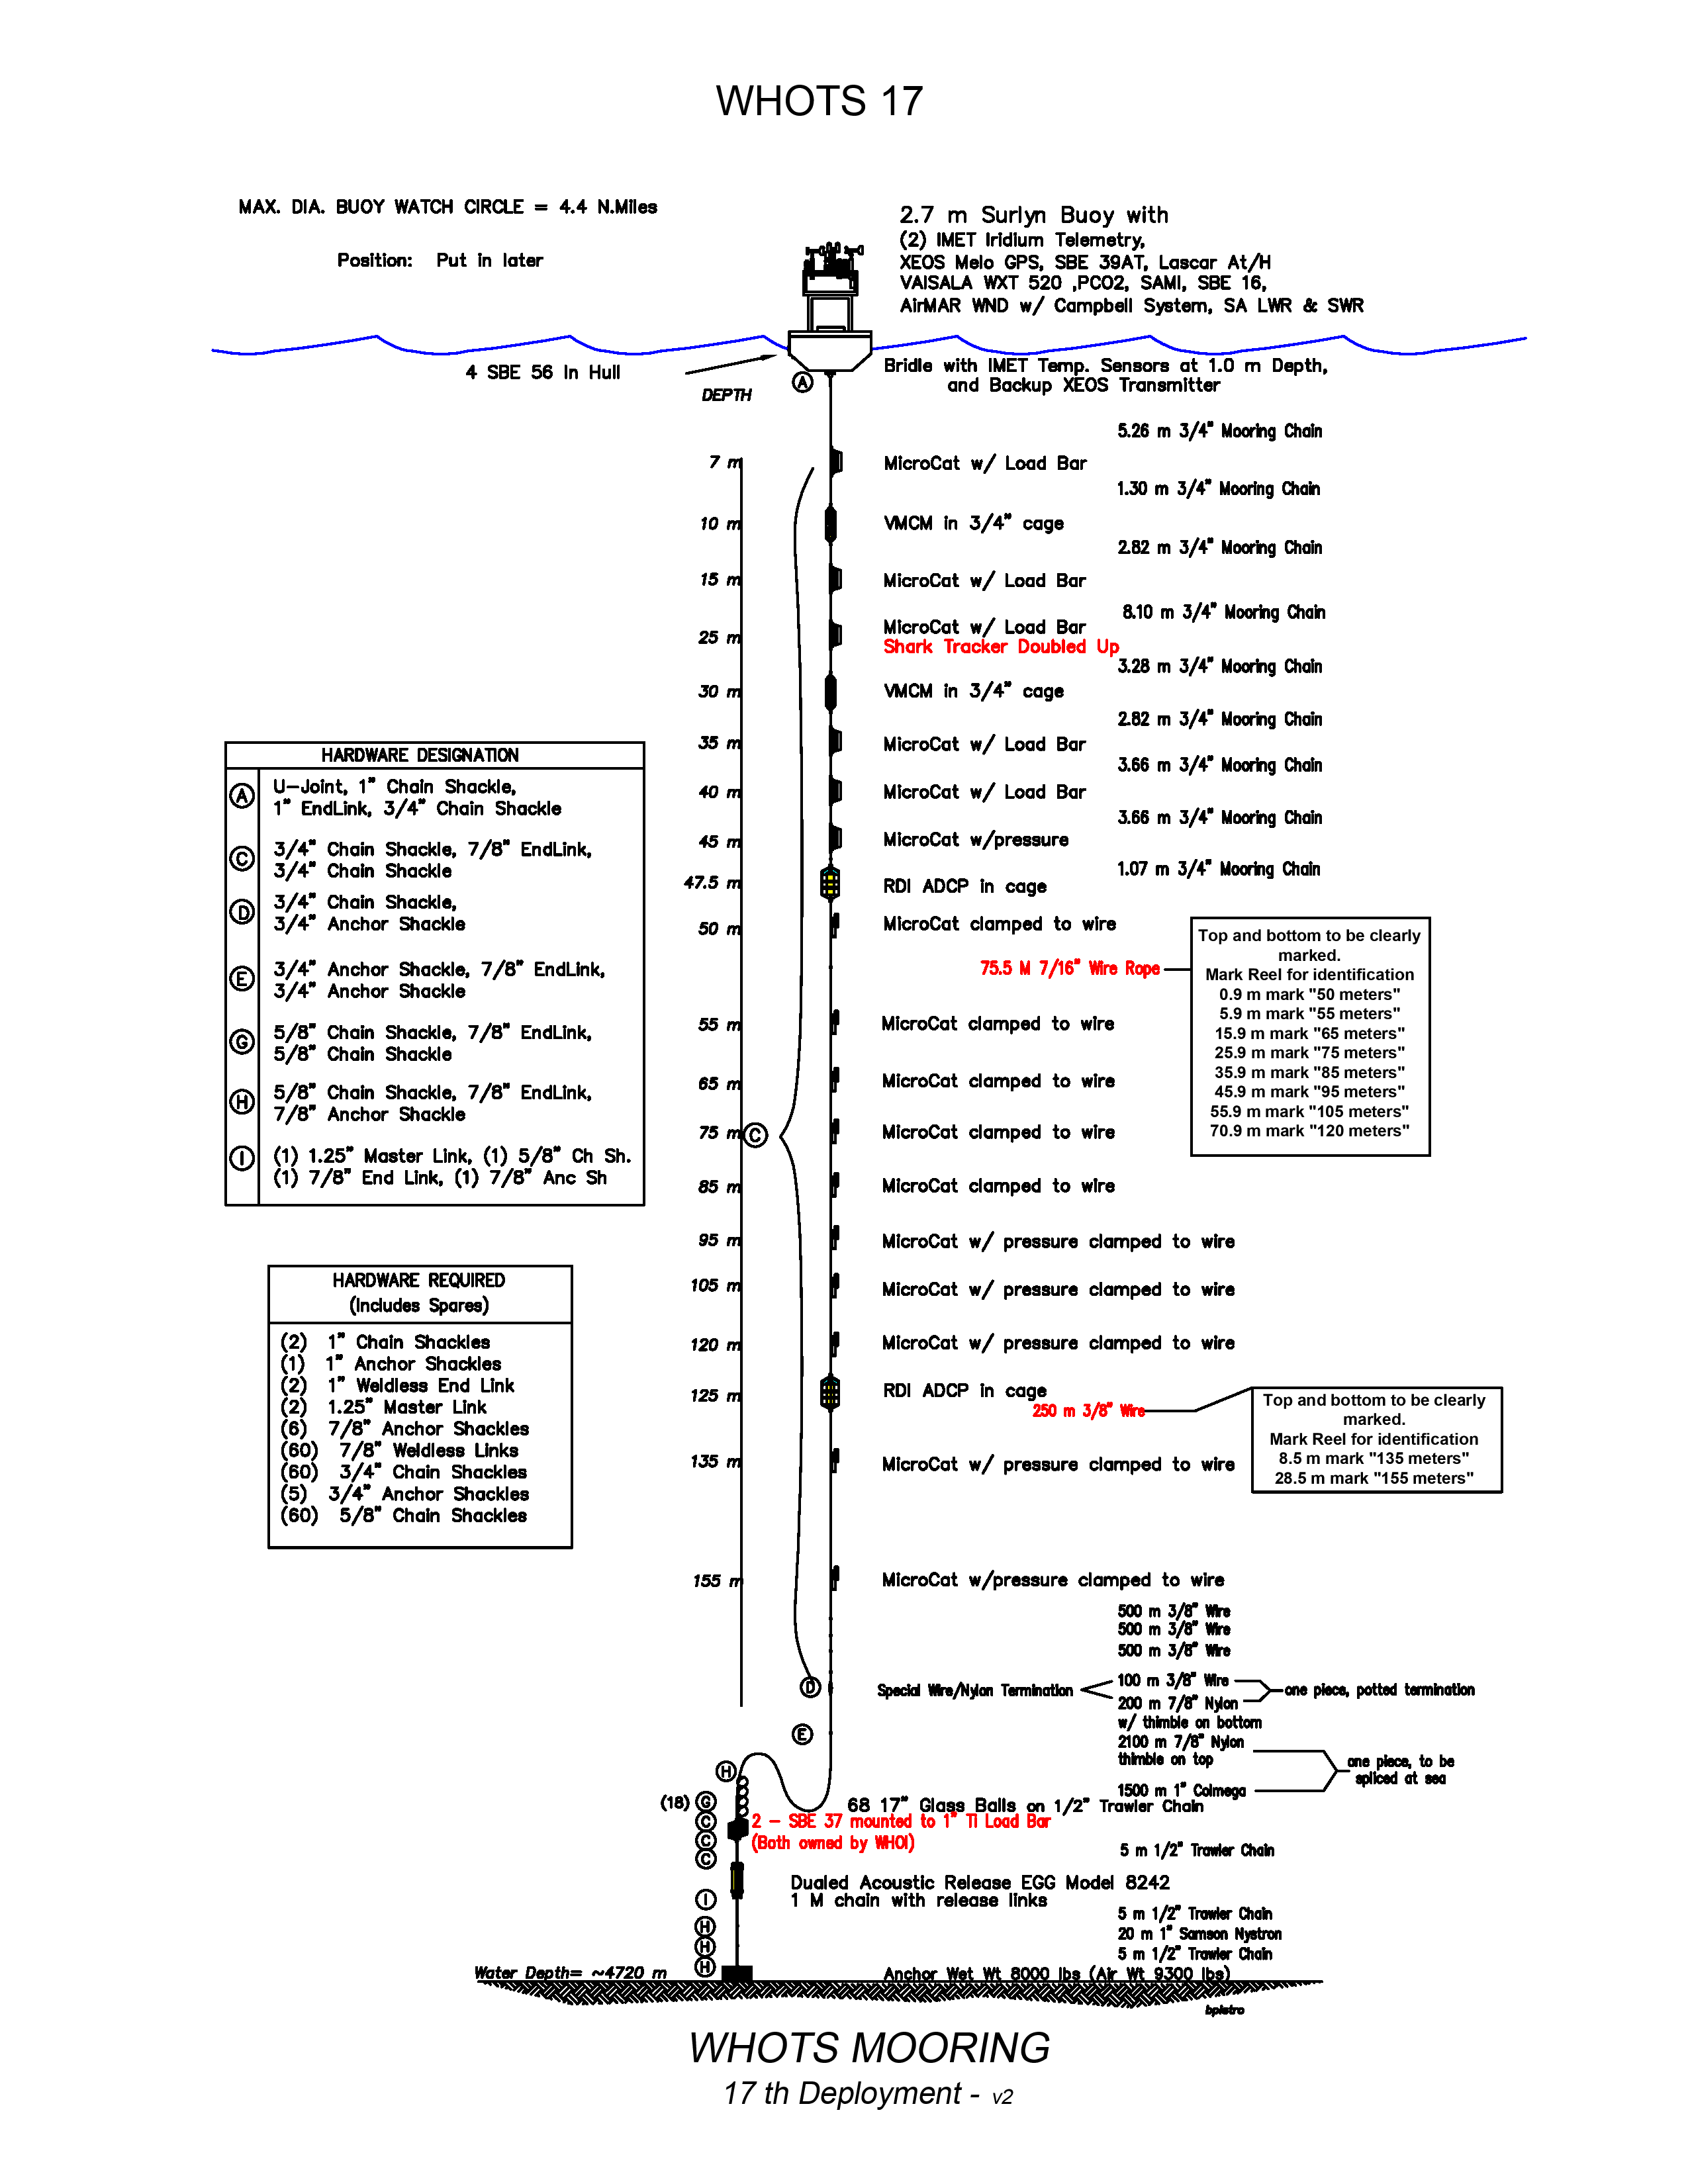 WHOTS 17
MAX. DIA. BUOY WATCH CIRCLE = 4.4 N.Miles
Position: Put in later
2.7 m Surlyn Buoy with
(2) IMET Iridium Telemetry,
XEOS Melo GPS, SBE 39AT, Lascar At/H
VAISALA WXT 520 ,PCO2, SAMI, SBE 16,
AirMAR WND w/ Campbell System, SA LWR & SWR
4 SBE 56 In Hull
Bridle with IMET Temp. Sensors at 1.0 m Depth,
and Backup XEOS Transmitter
A
DEPTH
5.26 m 3/4" Mooring Chain
7 m
MicroCat w/ Load Bar
1.30 m 3/4" Mooring Chain
10 m
VMCM in 3/4" cage
2.82 m 3/4" Mooring Chain
15 m
MicroCat w/ Load Bar
8.10 m 3/4" Mooring Chain
25 m
MicroCat w/ Load Bar
Shark Tracker Doubled Up
3.28 m 3/4" Mooring Chain
30 m
VMCM in 3/4" cage
2.82 m 3/4" Mooring Chain
35 m
MicroCat w/ Load Bar
3.66 m 3/4" Mooring Chain
40 m
MicroCat w/ Load Bar
3.66 m 3/4" Mooring Chain
45 m
MicroCat w/pressure
1.07 m 3/4" Mooring Chain
47.5 m
RDI ADCP in cage
50 m
MicroCat clamped to wire
75.5 M 7/16" Wire Rope
Top and bottom to be clearly
marked.
Mark Reel for identification
0.9 m mark "50 meters"
5.9 m mark "55 meters"
15.9 m mark "65 meters"
25.9 m mark "75 meters"
35.9 m mark "85 meters"
45.9 m mark "95 meters"
55.9 m mark "105 meters"
70.9 m mark "120 meters"
55 m
MicroCat clamped to wire
65 m
MicroCat clamped to wire
75 m
C
MicroCat clamped to wire
85 m
MicroCat clamped to wire
95 m
MicroCat w/ pressure clamped to wire
105 m
MicroCat w/ pressure clamped to wire
120 m
MicroCat w/ pressure clamped to wire
125 m
RDI ADCP in cage
250 m 3/8" Wire
Top and bottom to be clearly
marked.
Mark Reel for identification
8.5 m mark "135 meters"
28.5 m mark "155 meters"
135 m
MicroCat w/ pressure clamped to wire
155 m
MicroCat w/pressure clamped to wire
HARDWARE DESIGNATION
A
U-Joint, 1" Chain Shackle,
1" EndLink, 3/4" Chain Shackle
C
3/4" Chain Shackle, 7/8" EndLink,
3/4" Chain Shackle
D
3/4" Chain Shackle,
3/4" Anchor Shackle
E
3/4" Anchor Shackle, 7/8" EndLink,
3/4" Anchor Shackle
G
5/8" Chain Shackle, 7/8" EndLink,
5/8" Chain Shackle
H
5/8" Chain Shackle, 7/8" EndLink,
7/8" Anchor Shackle
I
(1) 1.25" Master Link, (1) 5/8" Ch Sh.
(1) 7/8" End Link, (1) 7/8" Anc Sh
HARDWARE REQUIRED
(Includes Spares)
(2) 1" Chain Shackles
(1) 1" Anchor Shackles
(2) 1" Weldless End Link
(2) 1.25" Master Link
(6) 7/8" Anchor Shackles
(60) 7/8" Weldless Links
(60) 3/4" Chain Shackles
(5) 3/4" Anchor Shackles
(60) 5/8" Chain Shackles
500 m 3/8" Wire
500 m 3/8" Wire
500 m 3/8" Wire
D
Special Wire/Nylon Termination
100 m 3/8" Wire
200 m 7/8" Nylon
w/ thimble on bottom
one piece, potted termination
E
2100 m 7/8" Nylon
thimble on top
1500 m 1" Colmega
one piece, to be
spliced at sea
H
(18) G
68 17" Glass Balls on 1/2" Trawler Chain
C
2 - SBE 37 mounted to 1" Ti Load Bar
C
(Both owned by WHOI)
C
5 m 1/2" Trawler Chain
Dualed Acoustic Release EGG Model 8242
1 M chain with release links
I
5 m 1/2" Trawler Chain
H
20 m 1" Samson Nystron
H
5 m 1/2" Trawler Chain
H
Water Depth= ~4720 m
Anchor Wet Wt 8000 lbs (Air Wt 9300 lbs)
bpietro
WHOTS MOORING
17 th Deployment - v2